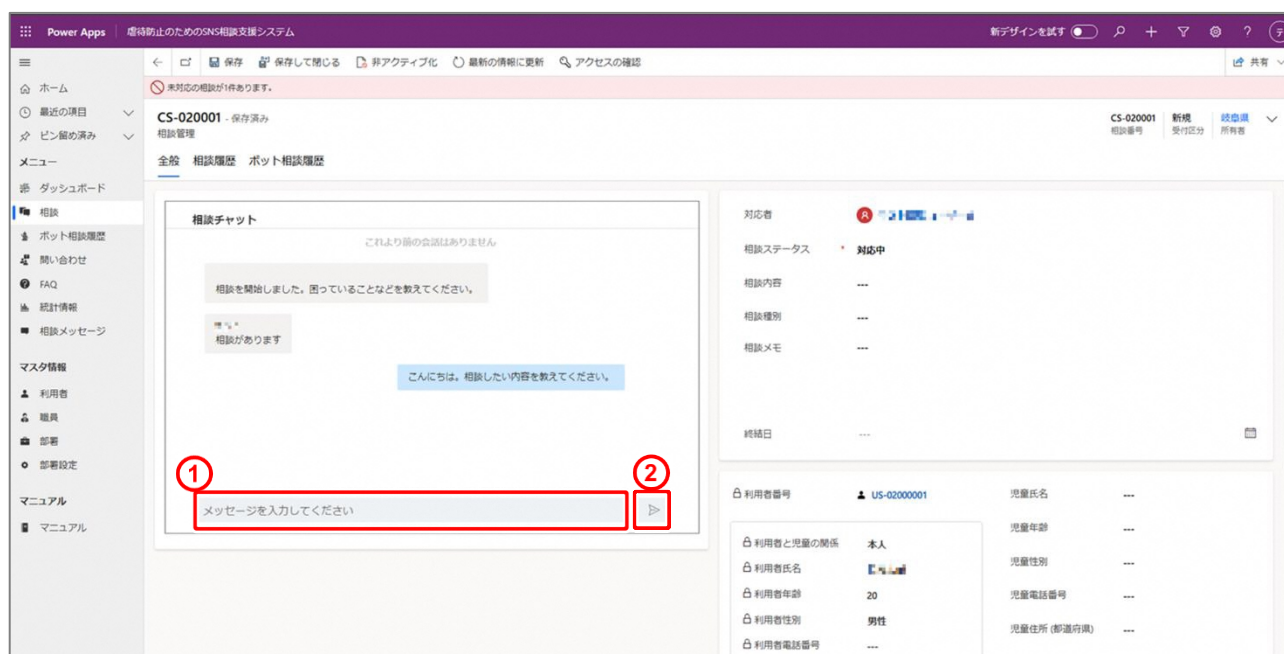 Power Apps 虐待防止のためのSNS相談支援システム 新デザインを試す
保存 保存して閉じる 非アクティブ化 最新の情報に更新 アクセスの確認 共有
未対応の相談が1件あります。
CS-020001 - 保存済み
相談管理
CS-020001 新規 岐阜県
相談番号 受付区分 所有者
全般 相談履歴 ボット相談履歴
ホーム
最近の項目
ピン留め済み
メニュー
ダッシュボード
相談
ボット相談履歴
問い合わせ
FAQ
統計情報
相談メッセージ
マスタ情報
利用者
職員
部署
部署設定
マニュアル
マニュアル
相談チャット
これより前の会話はありません
相談を開始しました。困っていることなどを教えてください。
相談があります
こんにちは。相談したい内容を教えてください。
① ②
メッセージを入力してください
対応者
相談ステータス * 対応中
相談内容 ---
相談種別 ---
相談メモ ---
終結日 ---
利用者番号 US-02000001
利用者と児童の関係 本人
利用者氏名
利用者年齢 20
利用者性別 男性
利用者電話番号 ---
児童氏名 ---
児童年齢 ---
児童性別 ---
児童電話番号 ---
児童住所 (都道府県) ---